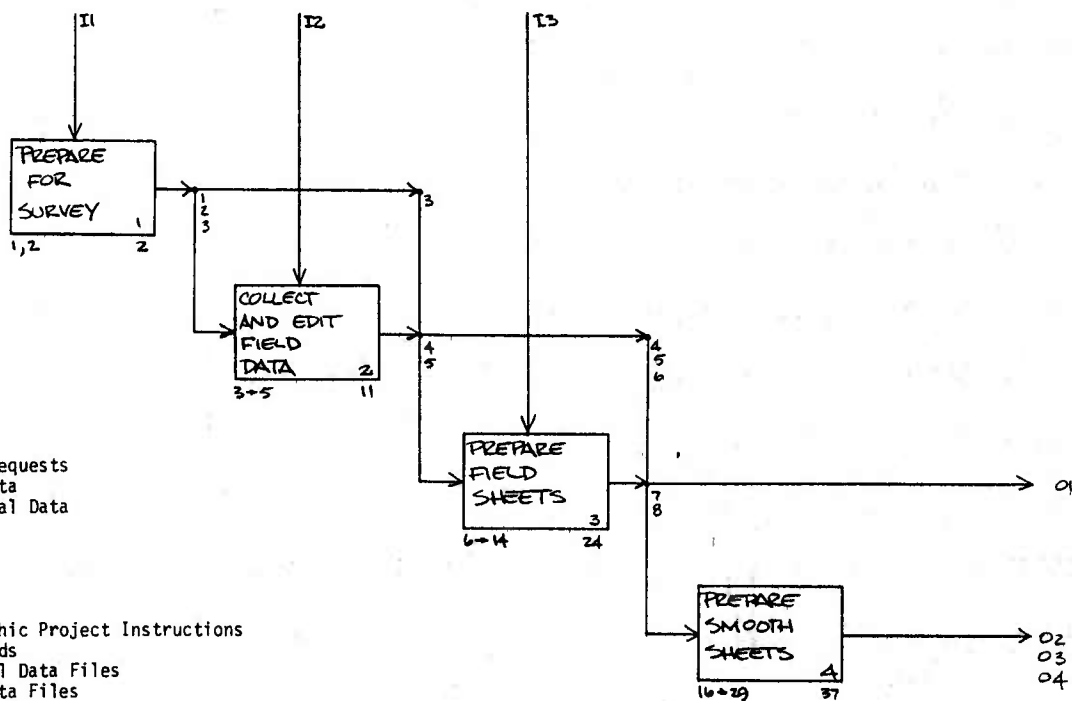 I1
I2
I3
PREPARE
FOR
SURVEY
1
1,2
2
1
2
3
3
COLLECT
AND EDIT
FIELD
DATA
2
3→5
11
4
5
4
5
6
PREPARE
FIELD
SHEETS
3
6→14
24
7
8
O1
equests
ta
al Data
PREPARE
SMOOTH
SHEETS
4
16→29
37
O2
O3
O4
hic Project Instructions
ds
l Data Files
ta Files